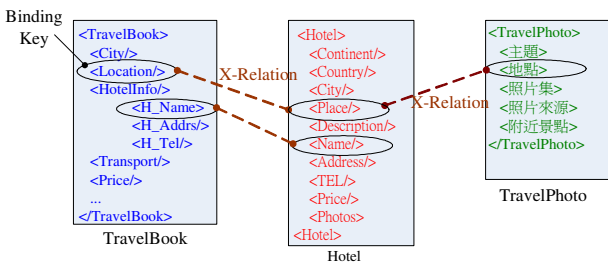 Binding
Key
<TravelBook>
<City/>
<Location/>
<HotelInfo/>
<H_Name>
<H_Addrs/>
<H_Tel/>
<Transport/>
<Price/>
...
</TravelBook>
TravelBook
X-Relation
<Hotel>
<Continent/>
<Country/>
<City/>
<Place/>
<Description/>
<Name/>
<Address/>
<TEL/>
<Price/>
<Photos>
<Hotel>
Hotel
X-Relation
<TravelPhoto>
<主題>
<地點>
<照片集>
<照片來源>
<附近景點>
</TravelPhoto>
TravelPhoto